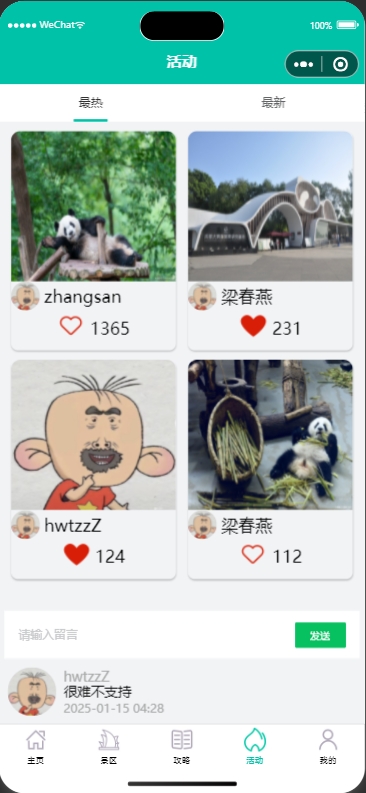 WeChat
100%
活动
最热
最新
zhangsan
梁春燕
1365
231
hwtzzZ
梁春燕
124
112
请输入留言
发送
hwtzzZ
很难不支持
2025-01-15 04:28
主页
景区
攻略
活动
我的